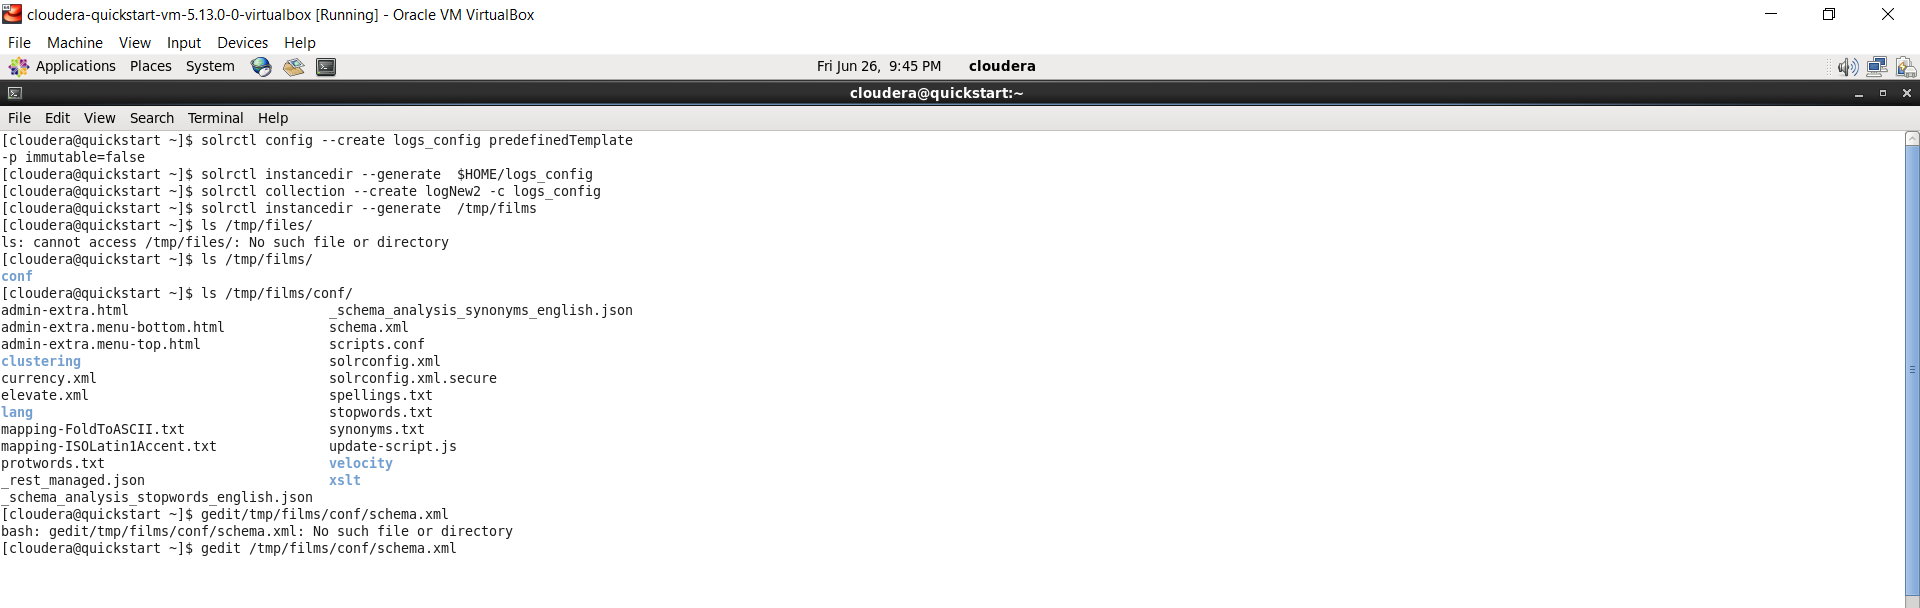 cloudera-quickstart-vm-5.13.0-0-virtualbox [Running] - Oracle VM VirtualBox
File Machine View Input Devices Help
Applications Places System Fri Jun 26, 9:45 PM cloudera
cloudera@quickstart:~
File Edit View Search Terminal Help
[cloudera@quickstart ~]$ solrctl config --create logs_config predefinedTemplate
-p immutable=false
[cloudera@quickstart ~]$ solrctl instancedir --generate  $HOME/logs_config
[cloudera@quickstart ~]$ solrctl collection --create logNew2 -c logs_config
[cloudera@quickstart ~]$ solrctl instancedir --generate  /tmp/films
[cloudera@quickstart ~]$ ls /tmp/files/
ls: cannot access /tmp/files/: No such file or directory
[cloudera@quickstart ~]$ ls /tmp/films/
conf
[cloudera@quickstart ~]$ ls /tmp/films/conf/
admin-extra.html _schema_analysis_synonyms_english.json
admin-extra.menu-bottom.html schema.xml
admin-extra.menu-top.html scripts.conf
clustering solrconfig.xml
currency.xml solrconfig.xml.secure
elevate.xml spellings.txt
lang stopwords.txt
mapping-FoldToASCII.txt synonyms.txt
mapping-ISOLatin1Accent.txt update-script.js
protwords.txt velocity
_rest_managed.json xslt
_schema_analysis_stopwords_english.json
[cloudera@quickstart ~]$ gedit/tmp/films/conf/schema.xml
bash: gedit/tmp/films/conf/schema.xml: No such file or directory
[cloudera@quickstart ~]$ gedit /tmp/films/conf/schema.xml